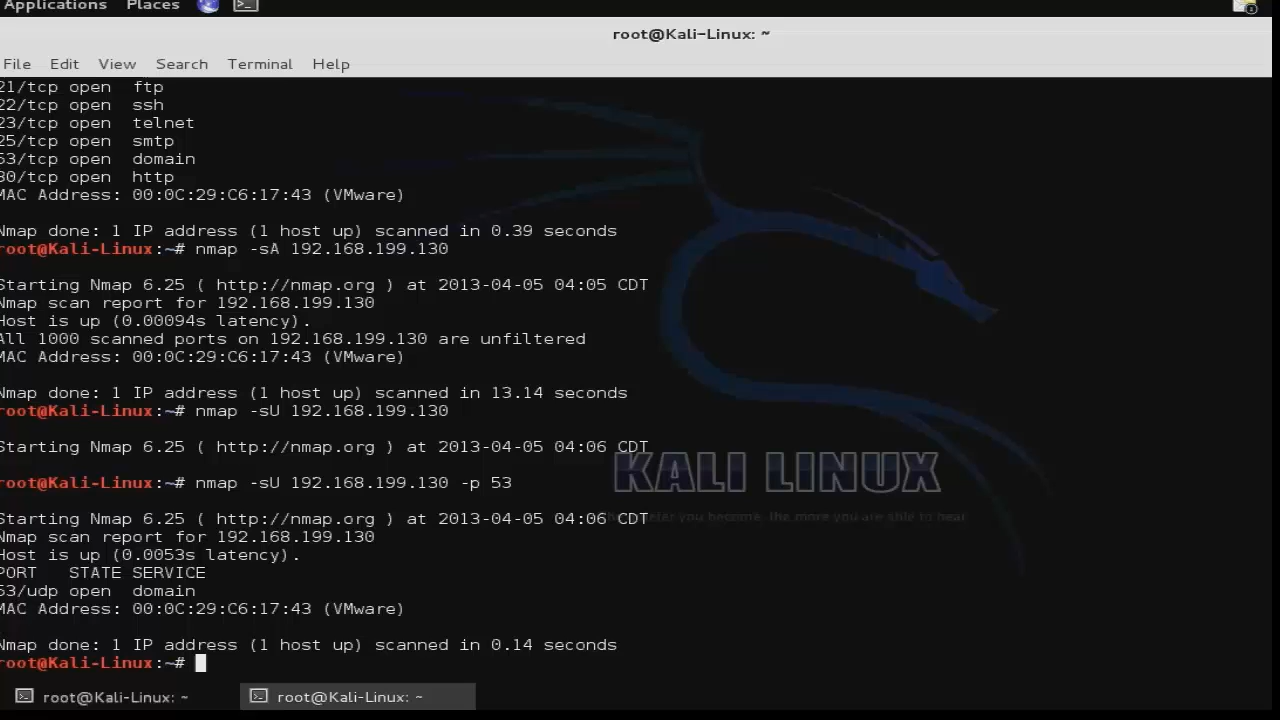 Applications Places
root@Kali-Linux: ~
File Edit View Search Terminal Help
21/tcp open ftp
22/tcp open ssh
23/tcp open telnet
25/tcp open smtp
53/tcp open domain
80/tcp open http
MAC Address: 00:0C:29:C6:17:43 (VMware)
Nmap done: 1 IP address (1 host up) scanned in 0.39 seconds
root@Kali-Linux:~# nmap -sA 192.168.199.130
Starting Nmap 6.25 ( http://nmap.org ) at 2013-04-05 04:05 CDT
Nmap scan report for 192.168.199.130
Host is up (0.00094s latency).
All 1000 scanned ports on 192.168.199.130 are unfiltered
MAC Address: 00:0C:29:C6:17:43 (VMware)
Nmap done: 1 IP address (1 host up) scanned in 13.14 seconds
root@Kali-Linux:~# nmap -sU 192.168.199.130
Starting Nmap 6.25 ( http://nmap.org ) at 2013-04-05 04:06 CDT
KALI LINUX
root@Kali-Linux:~# nmap -sU 192.168.199.130 -p 53
Starting Nmap 6.25 ( http://nmap.org ) at 2013-04-05 04:06 CDT
you become, the more you are able to hear
Nmap scan report for 192.168.199.130
Host is up (0.0053s latency).
PORT STATE SERVICE
53/udp open domain
MAC Address: 00:0C:29:C6:17:43 (VMware)
Nmap done: 1 IP address (1 host up) scanned in 0.14 seconds
root@Kali-Linux:~#
root@Kali-Linux: ~
root@Kali-Linux: ~